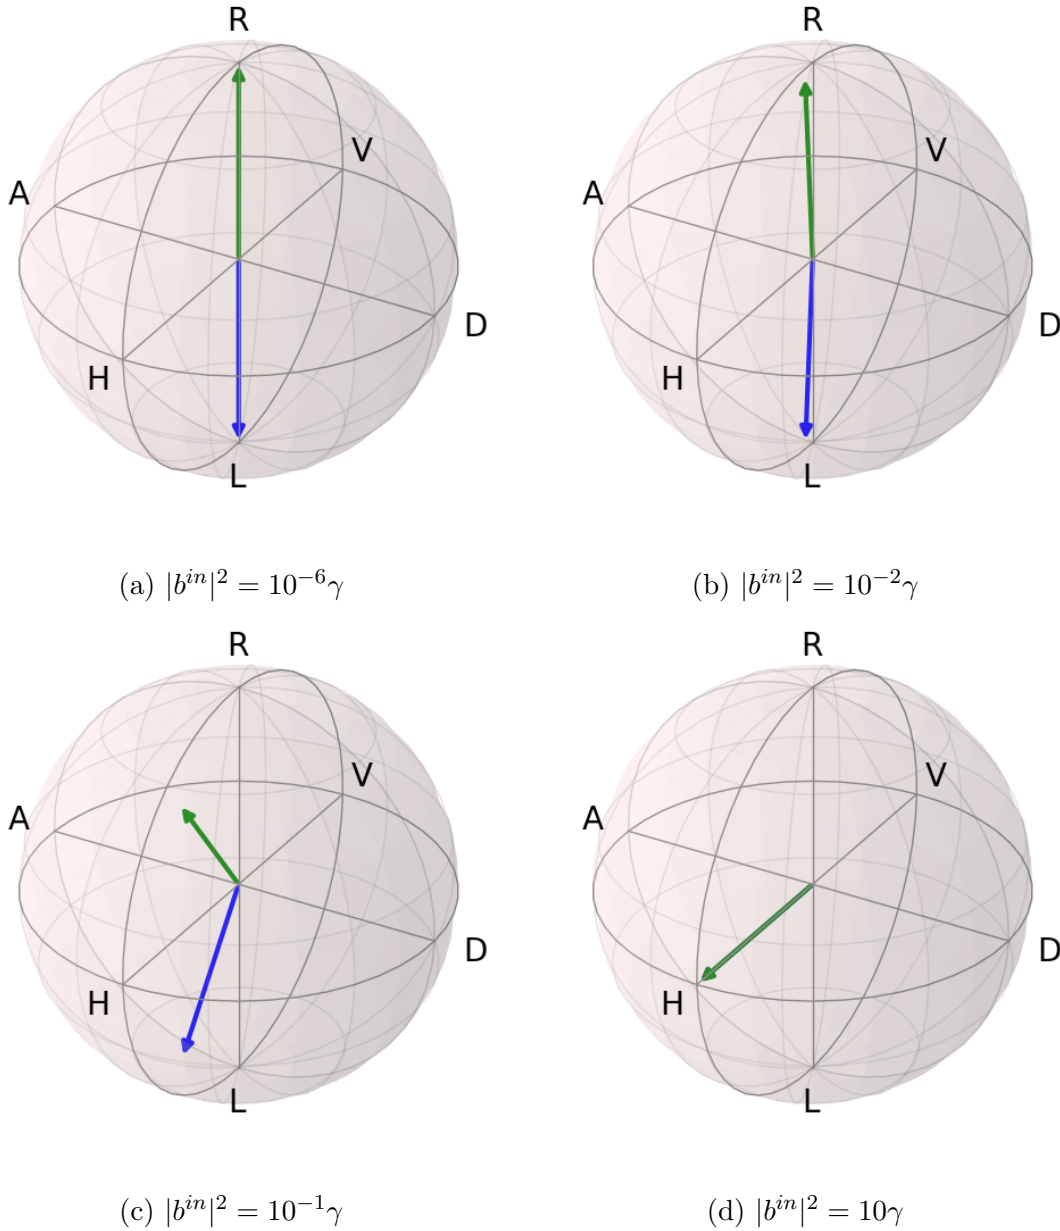 R
R
V
V
A
A
D
D
H
H
L
L
(a) |b^{in}|^2 = 10^{-6}γ
(b) |b^{in}|^2 = 10^{-2}γ
R
R
V
V
A
A
D
D
H
H
L
L
(c) |b^{in}|^2 = 10^{-1}γ
(d) |b^{in}|^2 = 10γ